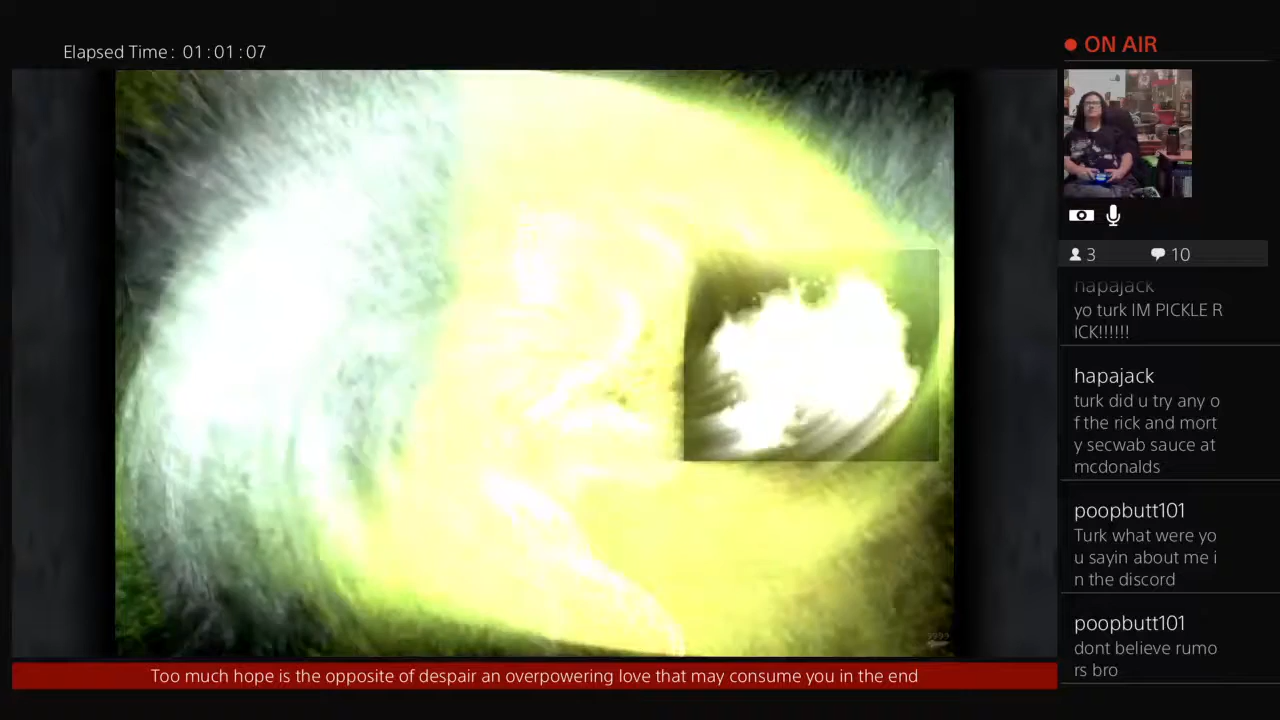 Elapsed Time: 01:01:07
ON AIR
3
10
hapajack
yo turk IM PICKLE R
ICK!!!!!!
hapajack
turk did u try any o
f the rick and mort
y secwab sauce at
mcdonalds
poopbutt101
Turk what were yo
u sayin about me i
n the discord
poopbutt101
dont believe rumo
rs bro
Too much hope is the opposite of despair an overpowering love that may consume you in the end